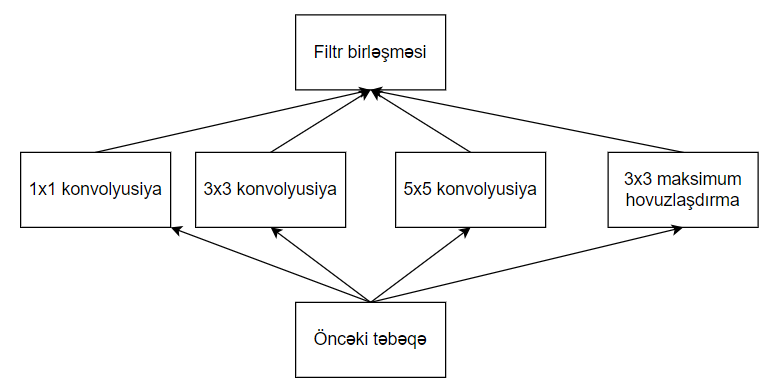 Filtr birləşməsi
1x1 konvolyusiya
3x3 konvolyusiya
5x5 konvolyusiya
3x3 maksimum
hovuzlaşdırma
Öncəki təbəqə